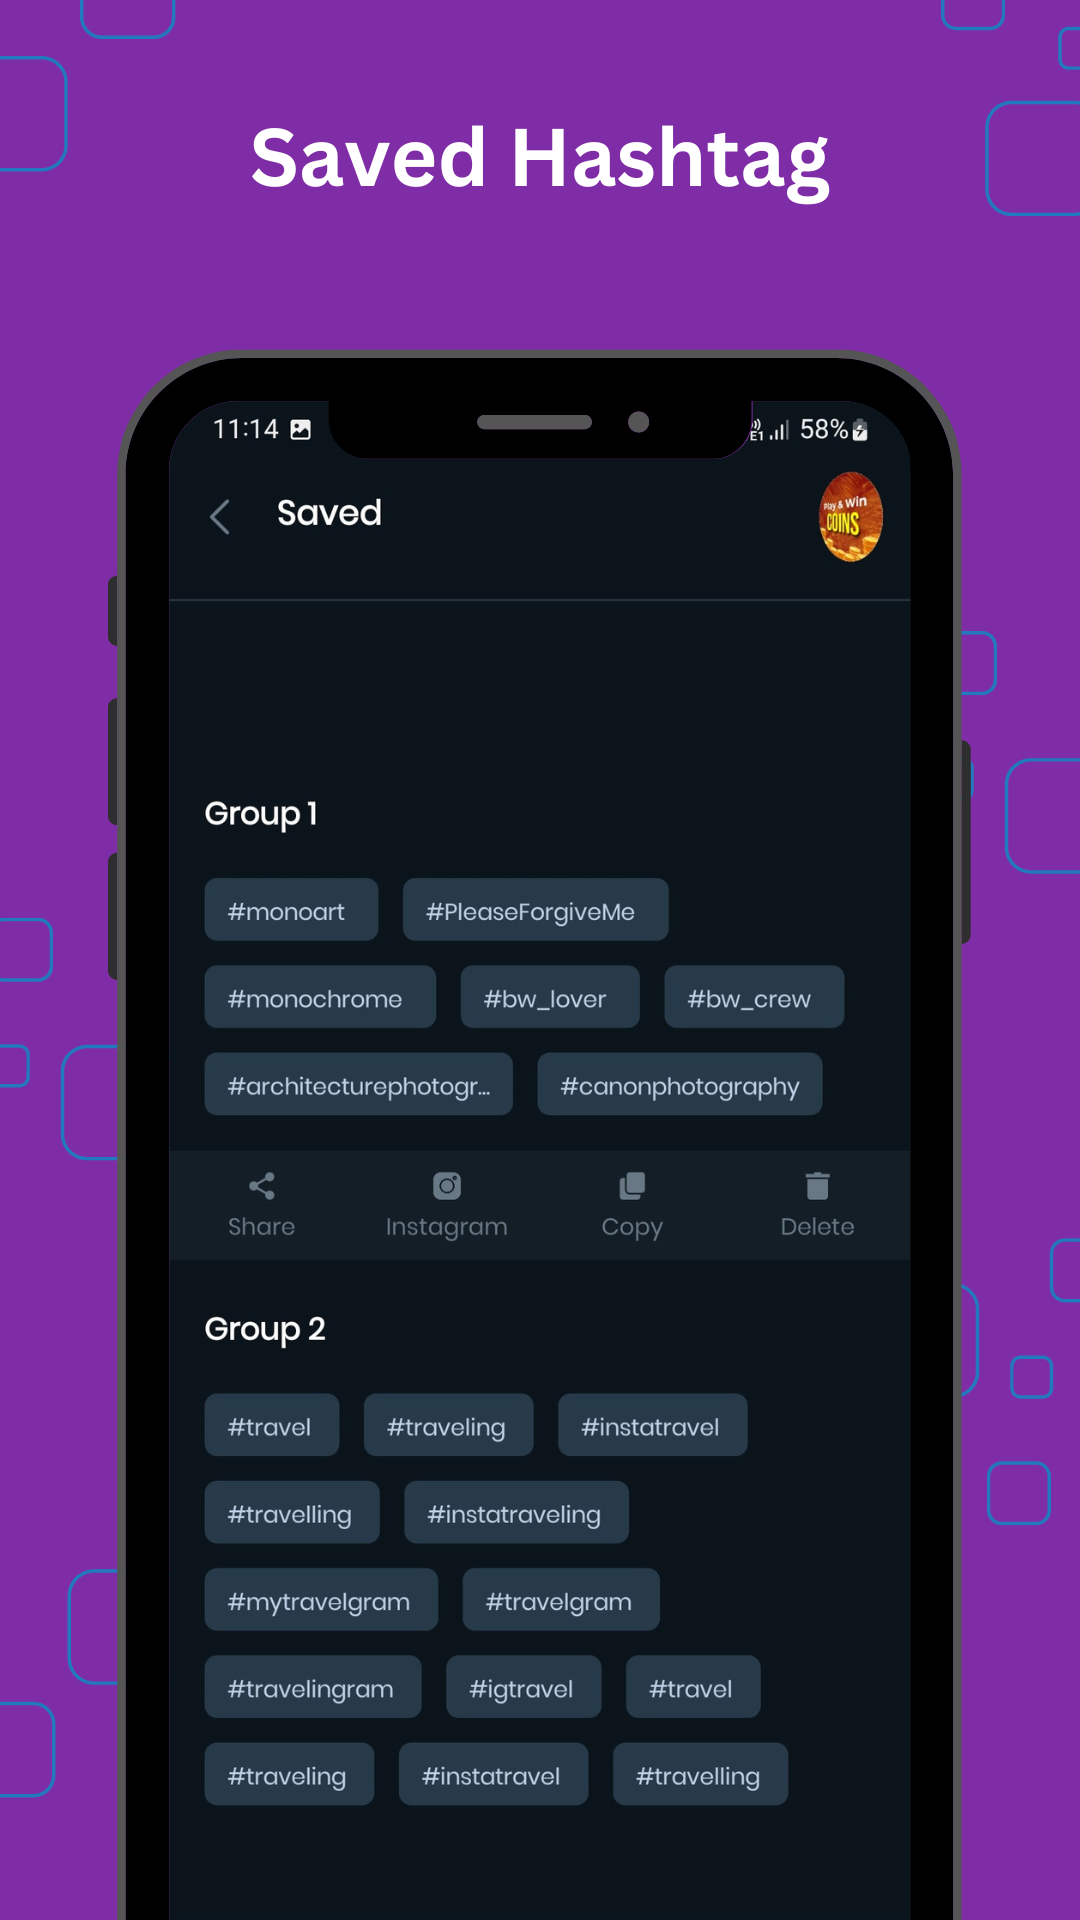 Saved Hashtag
11:14 58%
Saved
Play & Win
COINS
Group 1
#monoart #PleaseForgiveMe
#monochrome #bw_lover #bw_crew
#architecturephotogr... #canonphotography
Share Instagram Copy Delete
Group 2
#travel #traveling #instatravel
#travelling #instatraveling
#mytravelgram #travelgram
#travelingram #igtravel #travel
#traveling #instatravel #travelling